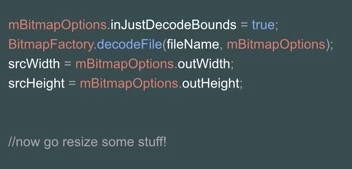 mBitmapOptions.inJustDecodeBounds = true;
BitmapFactory.decodeFile(fileName, mBitmapOptions);
srcWidth = mBitmapOptions.outWidth;
srcHeight = mBitmapOptions.outHeight;
//now go resize some stuff!